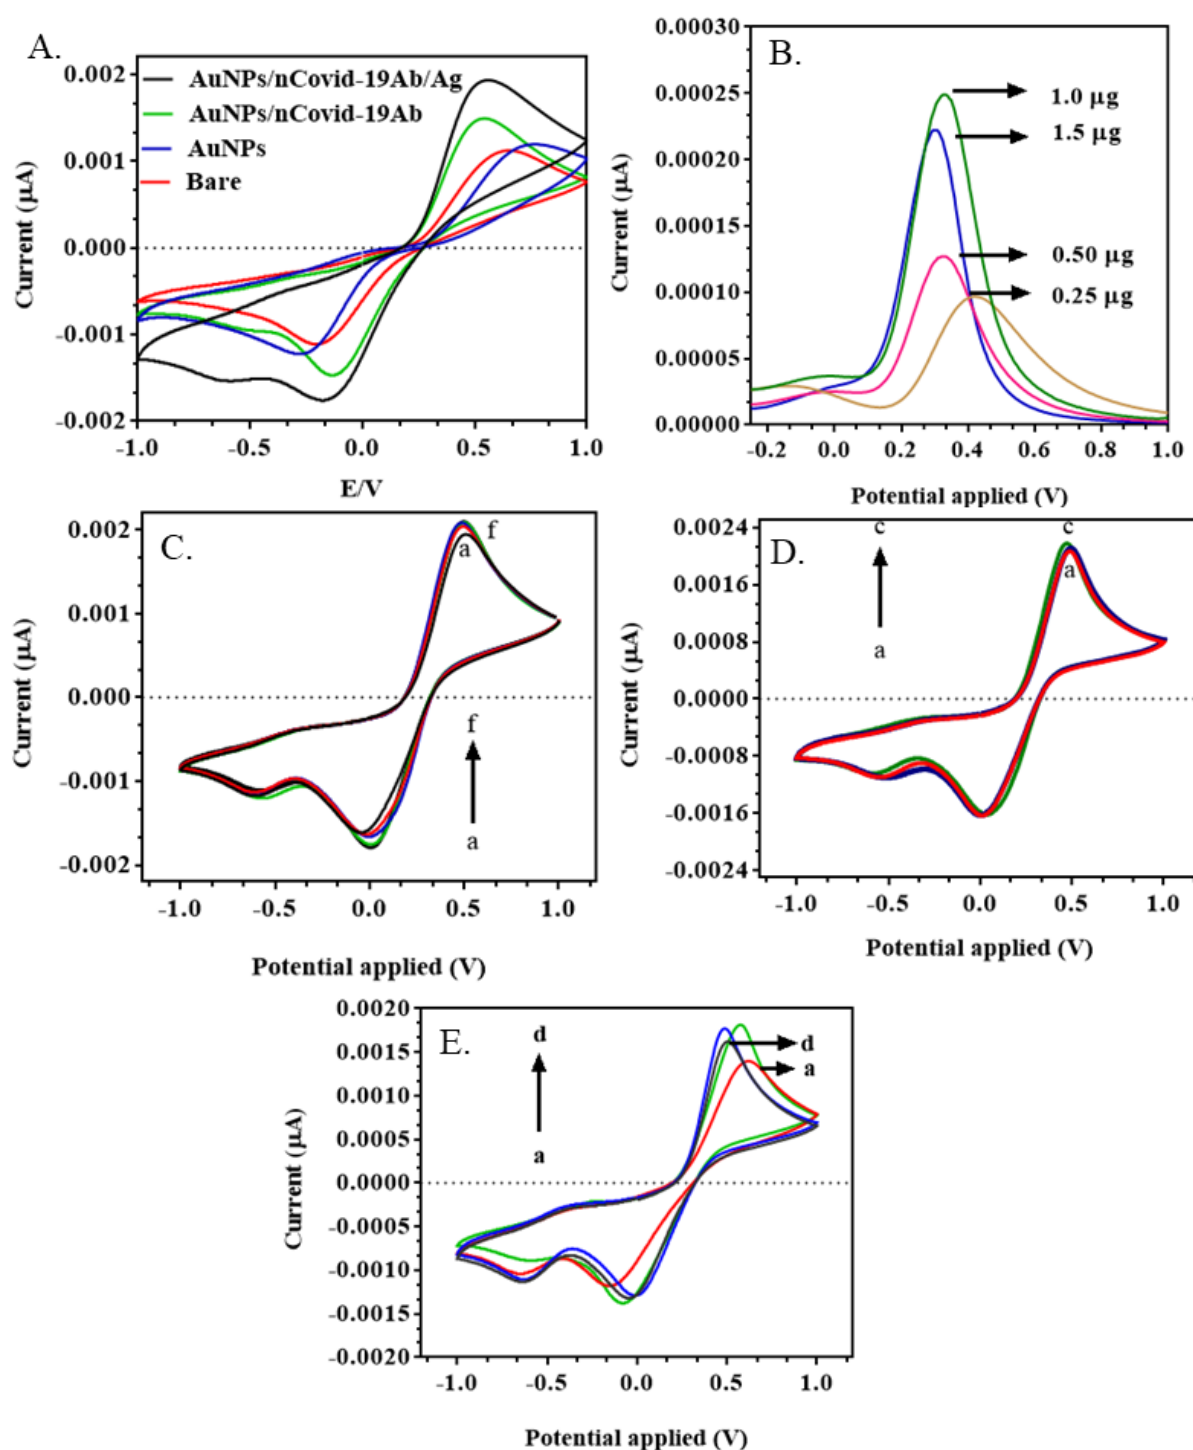 A.
AuNPs/nCovid-19Ab/Ag
AuNPs/nCovid-19Ab
AuNPs
Bare
0.002
0.001
0.000
-0.001
-0.002
Current (µA)
-1.0 -0.5 0.0 0.5 1.0
E/V
B.
0.00030
0.00025
0.00020
0.00015
0.00010
0.00005
0.00000
Current (µA)
1.0 µg
1.5 µg
0.50 µg
0.25 µg
-0.2 0.0 0.2 0.4 0.6 0.8 1.0
Potential applied (V)
C.
0.002
0.001
0.000
-0.001
-0.002
Current (µA)
f
a
f
a
-1.0 -0.5 0.0 0.5 1.0
Potential applied (V)
D.
0.0024
0.0016
0.0008
0.0000
-0.0008
-0.0016
-0.0024
Current (µA)
c
a
c
a
-1.0 -0.5 0.0 0.5 1.0
Potential applied (V)
E.
0.0020
0.0015
0.0010
0.0005
0.0000
-0.0005
-0.0010
-0.0015
-0.0020
Current (µA)
d
a
d
a
-1.0 -0.5 0.0 0.5 1.0
Potential applied (V)